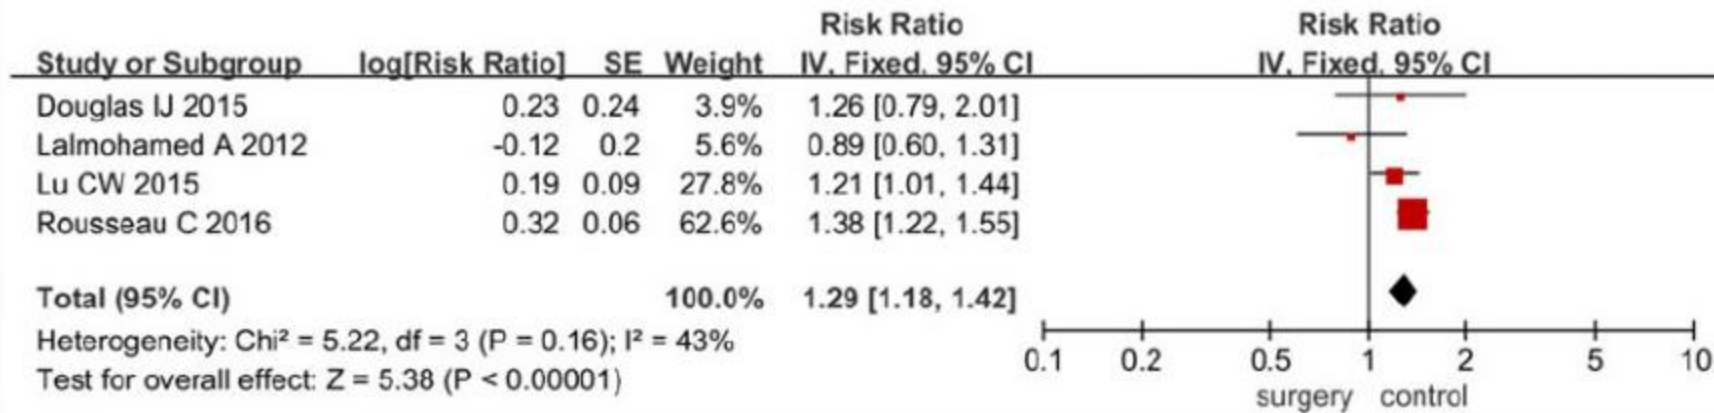 Risk Ratio Risk Ratio
Study or Subgroup log[Risk Ratio] SE Weight IV, Fixed, 95% CI IV, Fixed, 95% CI
Douglas IJ 2015 0.23 0.24 3.9% 1.26 [0.79, 2.01]
Lalmohamed A 2012 -0.12 0.2 5.6% 0.89 [0.60, 1.31]
Lu CW 2015 0.19 0.09 27.8% 1.21 [1.01, 1.44]
Rousseau C 2016 0.32 0.06 62.6% 1.38 [1.22, 1.55]
Total (95% CI) 100.0% 1.29 [1.18, 1.42]
Heterogeneity: Chi² = 5.22, df = 3 (P = 0.16); I² = 43%
Test for overall effect: Z = 5.38 (P < 0.00001)
0.1 0.2 0.5 1 2 5 10
surgery control